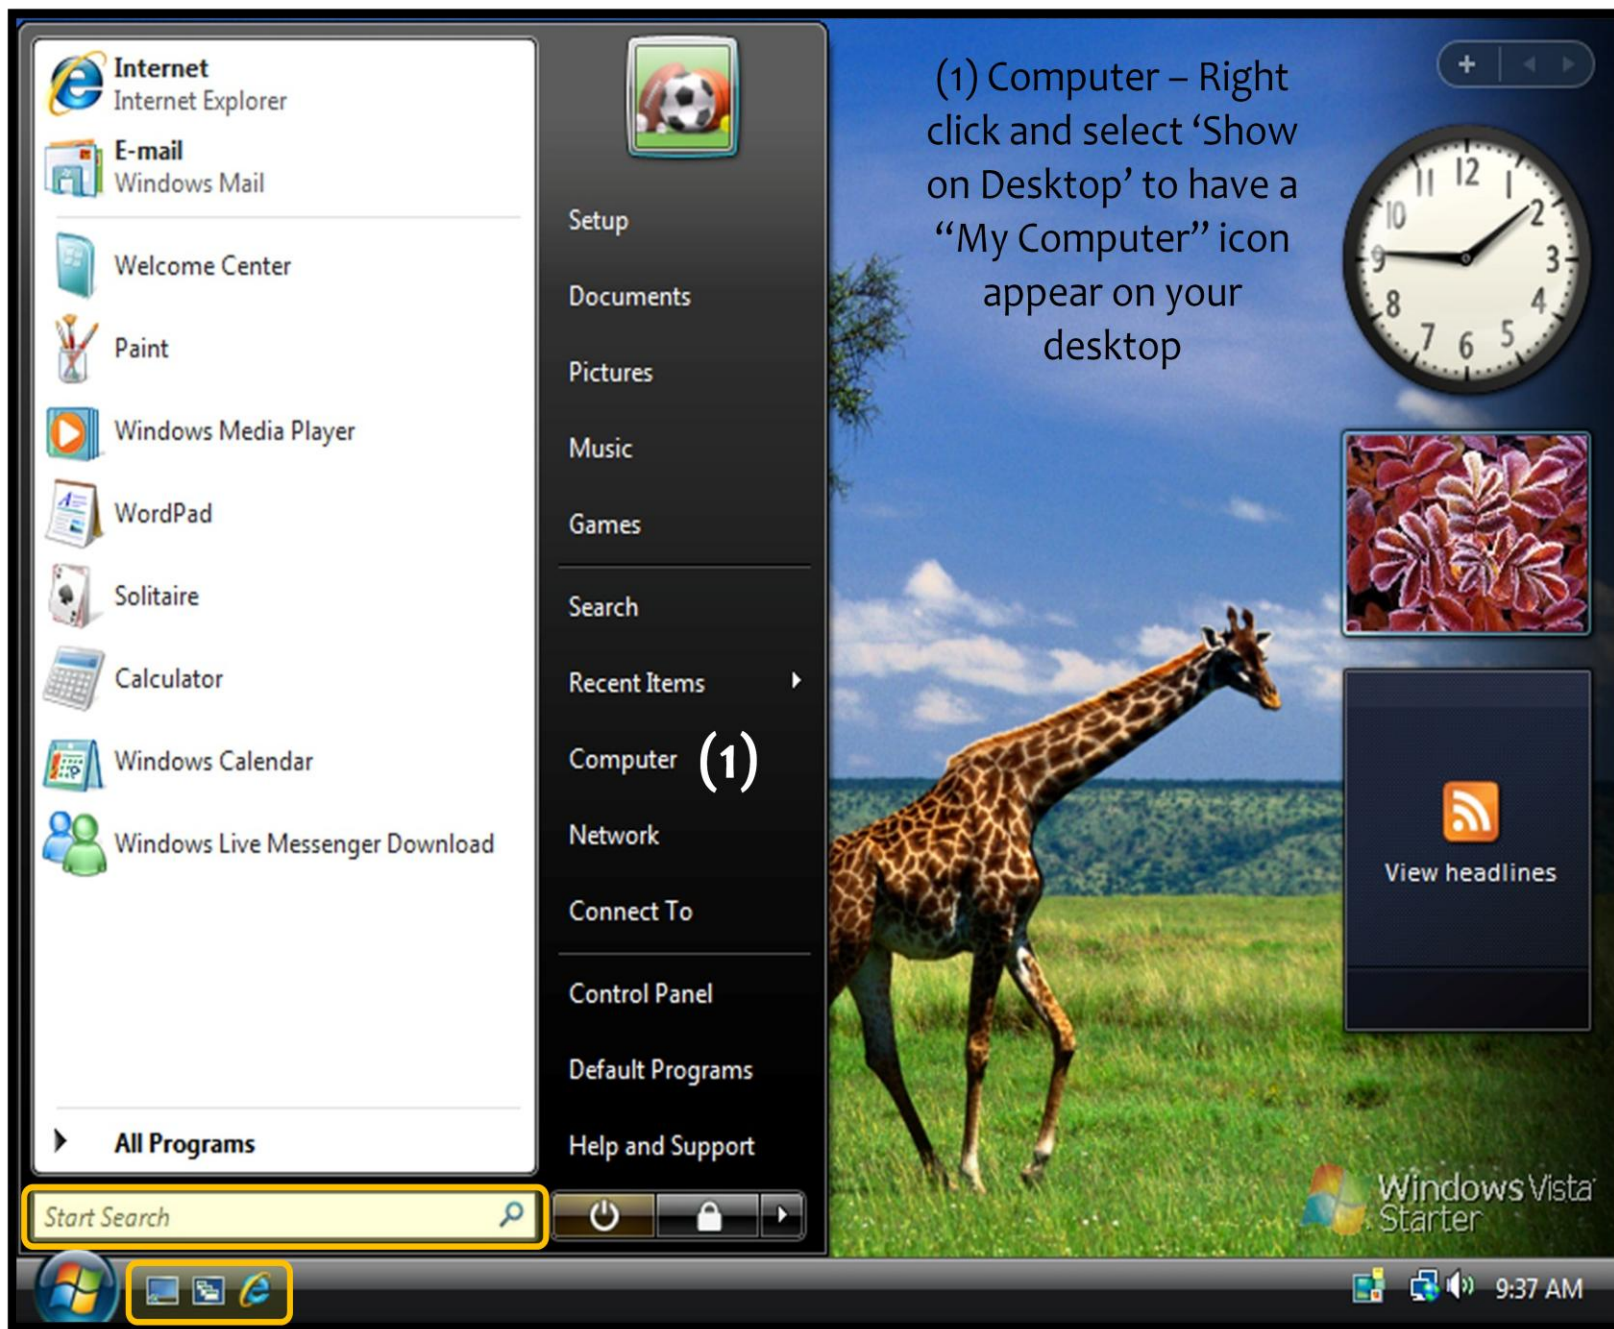 Internet
Internet Explorer
E-mail
Windows Mail
Welcome Center
Paint
Windows Media Player
WordPad
Solitaire
Calculator
Windows Calendar
Windows Live Messenger Download
All Programs
Start Search
Setup
Documents
Pictures
Music
Games
Search
Recent Items
Computer (1)
Network
Connect To
Control Panel
Default Programs
Help and Support
(1) Computer – Right
click and select ‘Show
on Desktop’ to have a
“My Computer” icon
appear on your
desktop
12
1
2
3
4
5
6
7
8
9
10
11
View headlines
Windows Vista
Starter
9:37 AM